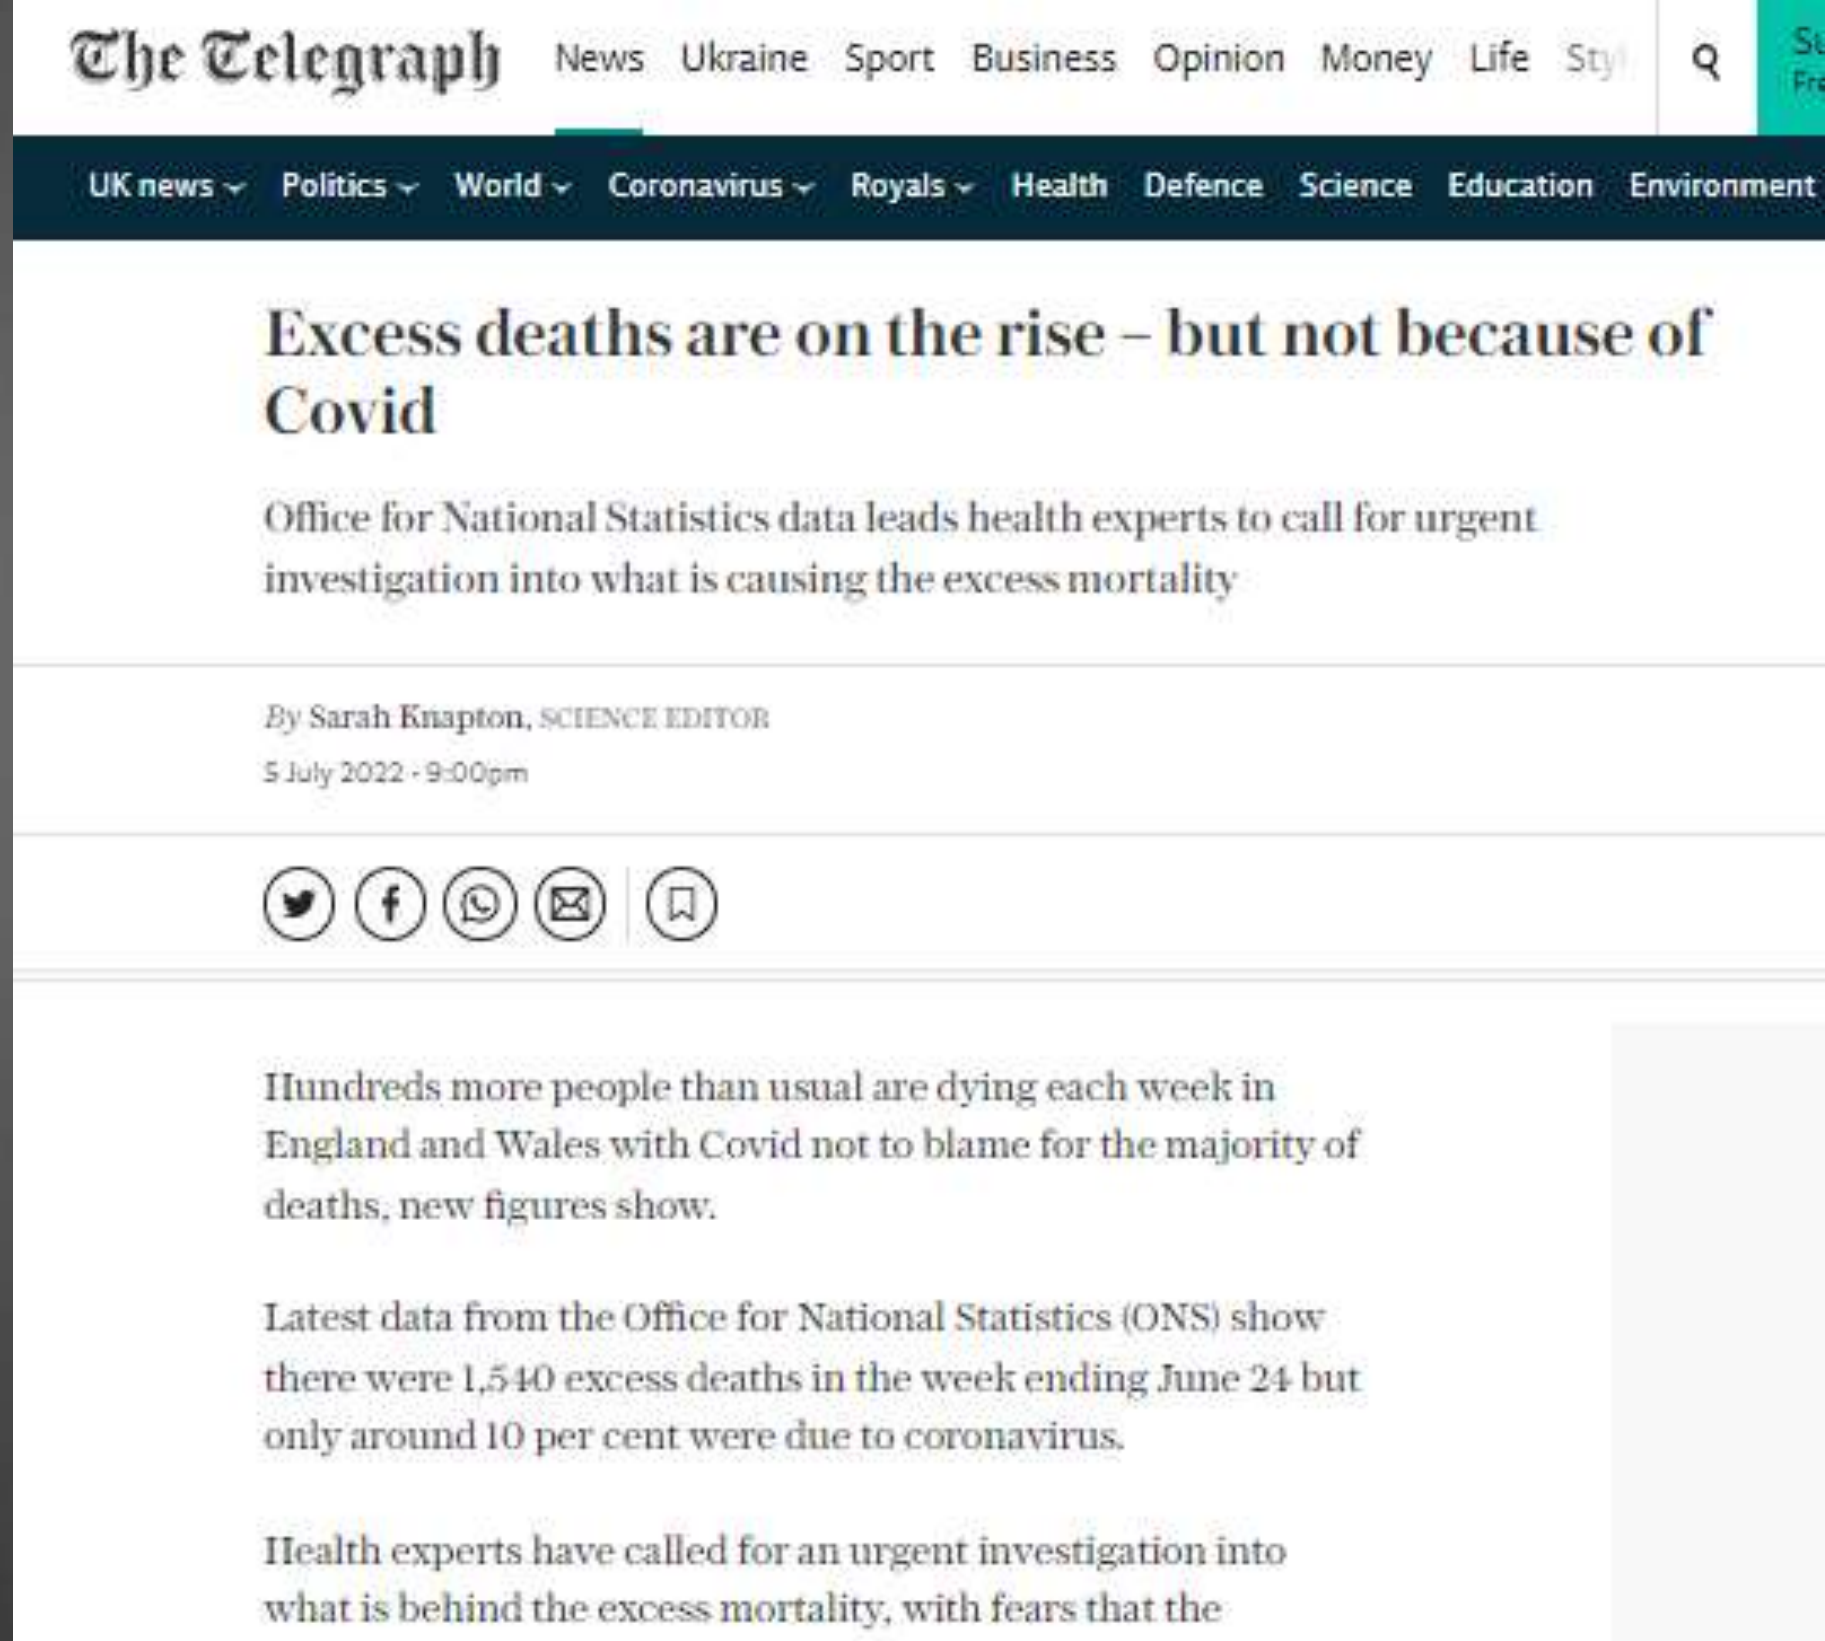 The Telegraph News Ukraine Sport Business Opinion Money Life Sty
UK news Politics World Coronavirus Royals Health Defence Science Education Environment
Excess deaths are on the rise – but not because of
Covid
Office for National Statistics data leads health experts to call for urgent
investigation into what is causing the excess mortality
By Sarah Knapton, SCIENCE EDITOR
5 July 2022 • 9:00pm
Hundreds more people than usual are dying each week in
England and Wales with Covid not to blame for the majority of
deaths, new figures show.
Latest data from the Office for National Statistics (ONS) show
there were 1,540 excess deaths in the week ending June 24 but
only around 10 per cent were due to coronavirus.
Health experts have called for an urgent investigation into
what is behind the excess mortality, with fears that the